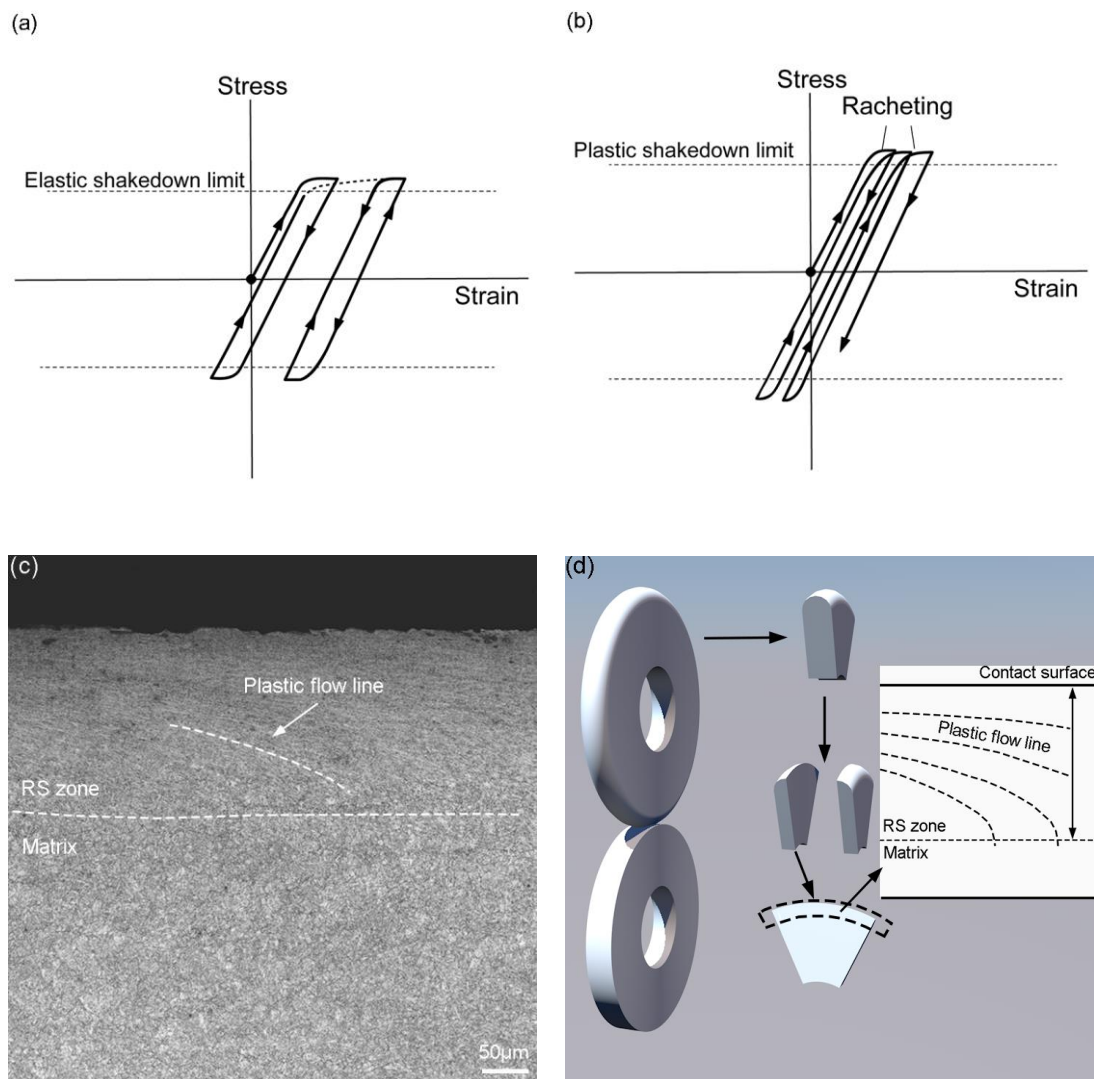 (a)
Stress
Elastic shakedown limit
Strain
(b)
Stress
Racheting
Plastic shakedown limit
Strain
(c)
Plastic flow line
RS zone
Matrix
50μm
(d)
Contact surface
Plastic flow line
RS zone
Matrix